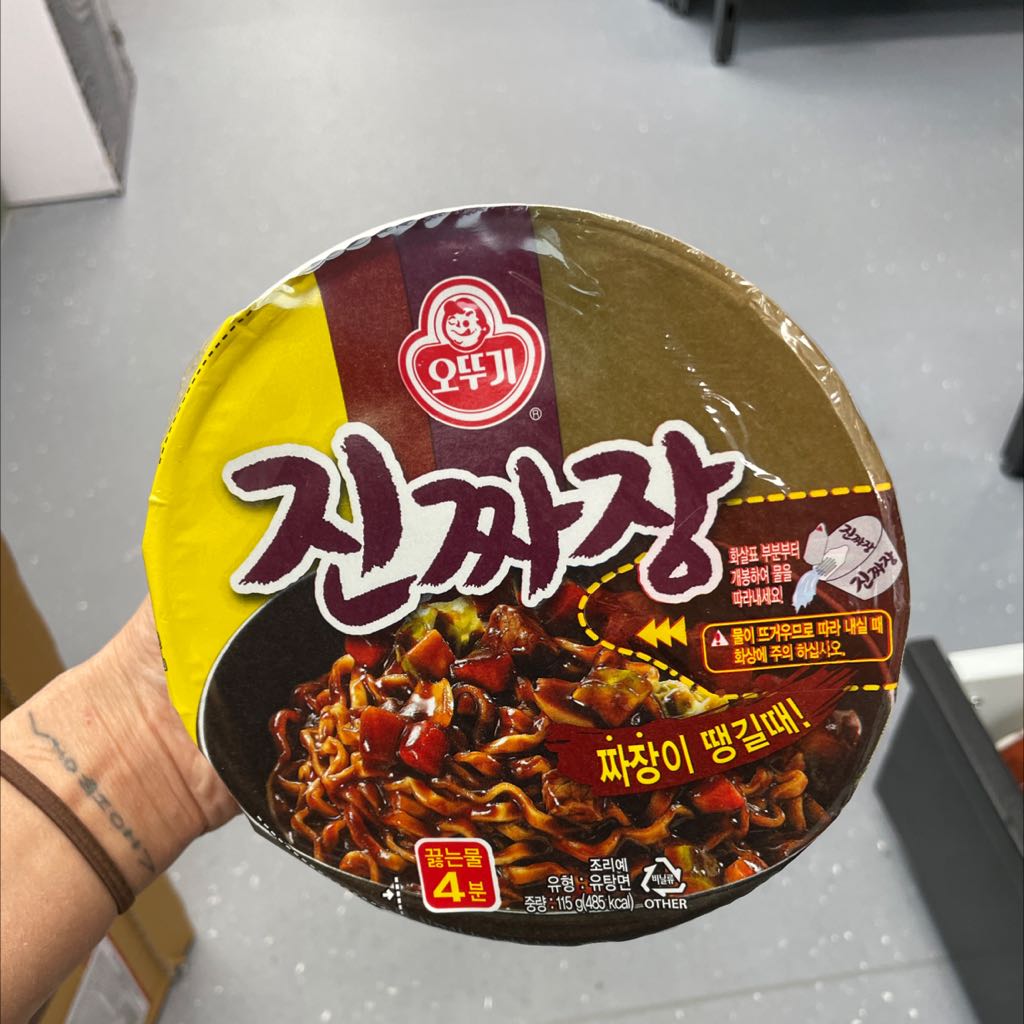 오뚜기
®
진짜장
진짜장
진짜장
화살표 부분부터
개봉하여 물을
따라내세요!
물이 뜨거우므로 따라 내실 때
화상에 주의 하십시오.
짜장이 땡길때!
끓는물
4분
조리예
유형 : 유탕면
중량 : 115 g(485 kcal)
비닐류
OTHER